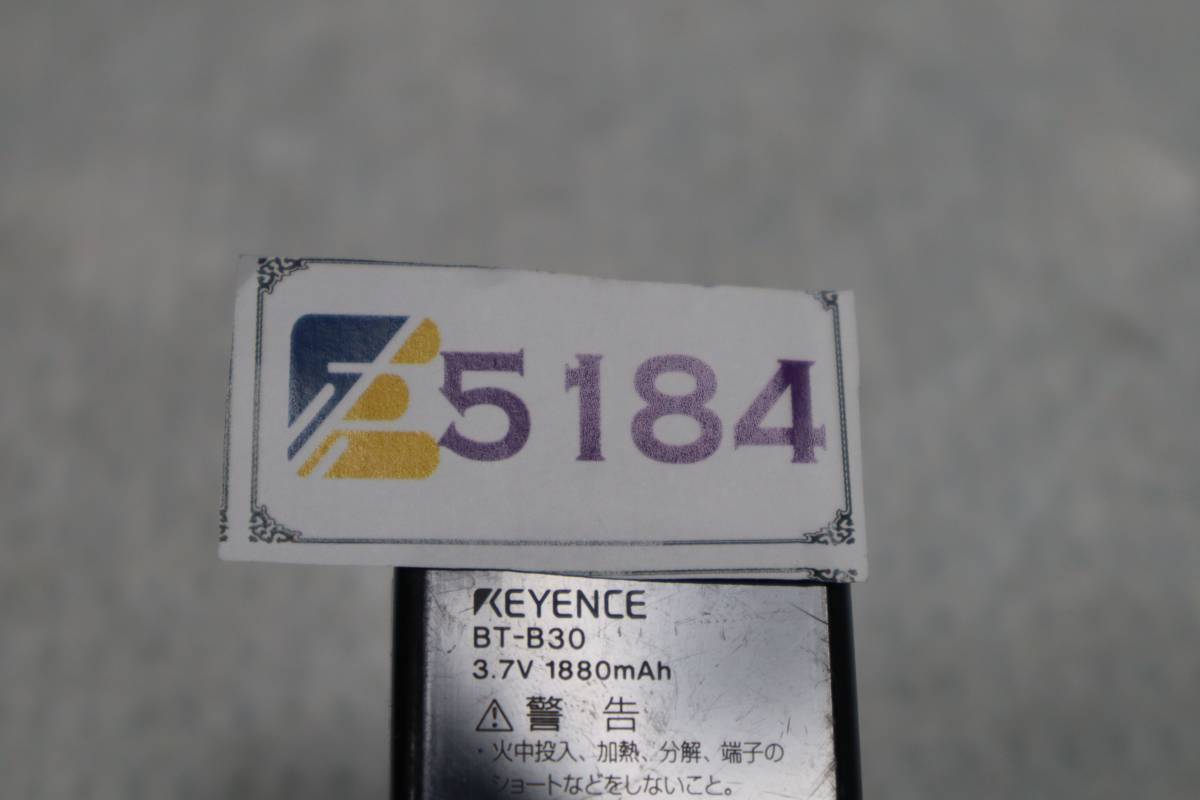 5184
KEYENCE
BT-B30
3.7V 1880mAh
⚠警 告
・火中投入、加熱、分解、端子の
ショートなどをしないこと。